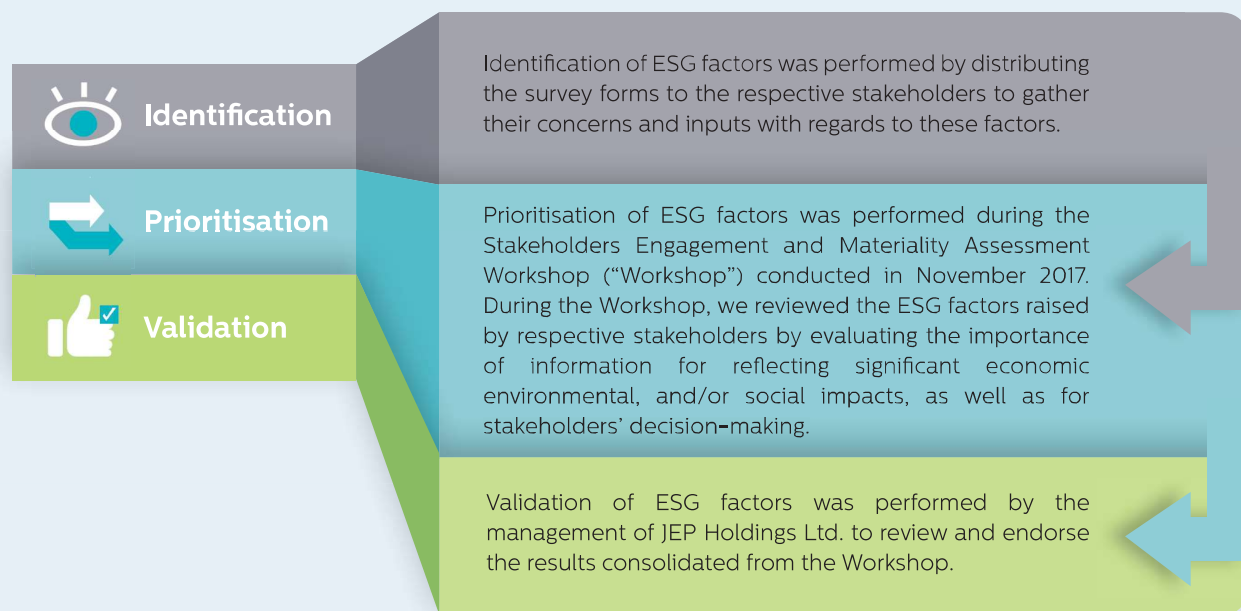 Identification
Identification of ESG factors was performed by distributing
the survey forms to the respective stakeholders to gather
their concerns and inputs with regards to these factors.
Prioritisation
Prioritisation of ESG factors was performed during the
Stakeholders Engagement and Materiality Assessment
Workshop (“Workshop”) conducted in November 2017.
During the Workshop, we reviewed the ESG factors raised
by respective stakeholders by evaluating the importance
of information for reflecting significant economic
environmental, and/or social impacts, as well as for
stakeholders’ decision-making.
Validation
Validation of ESG factors was performed by the
management of JEP Holdings Ltd. to review and endorse
the results consolidated from the Workshop.